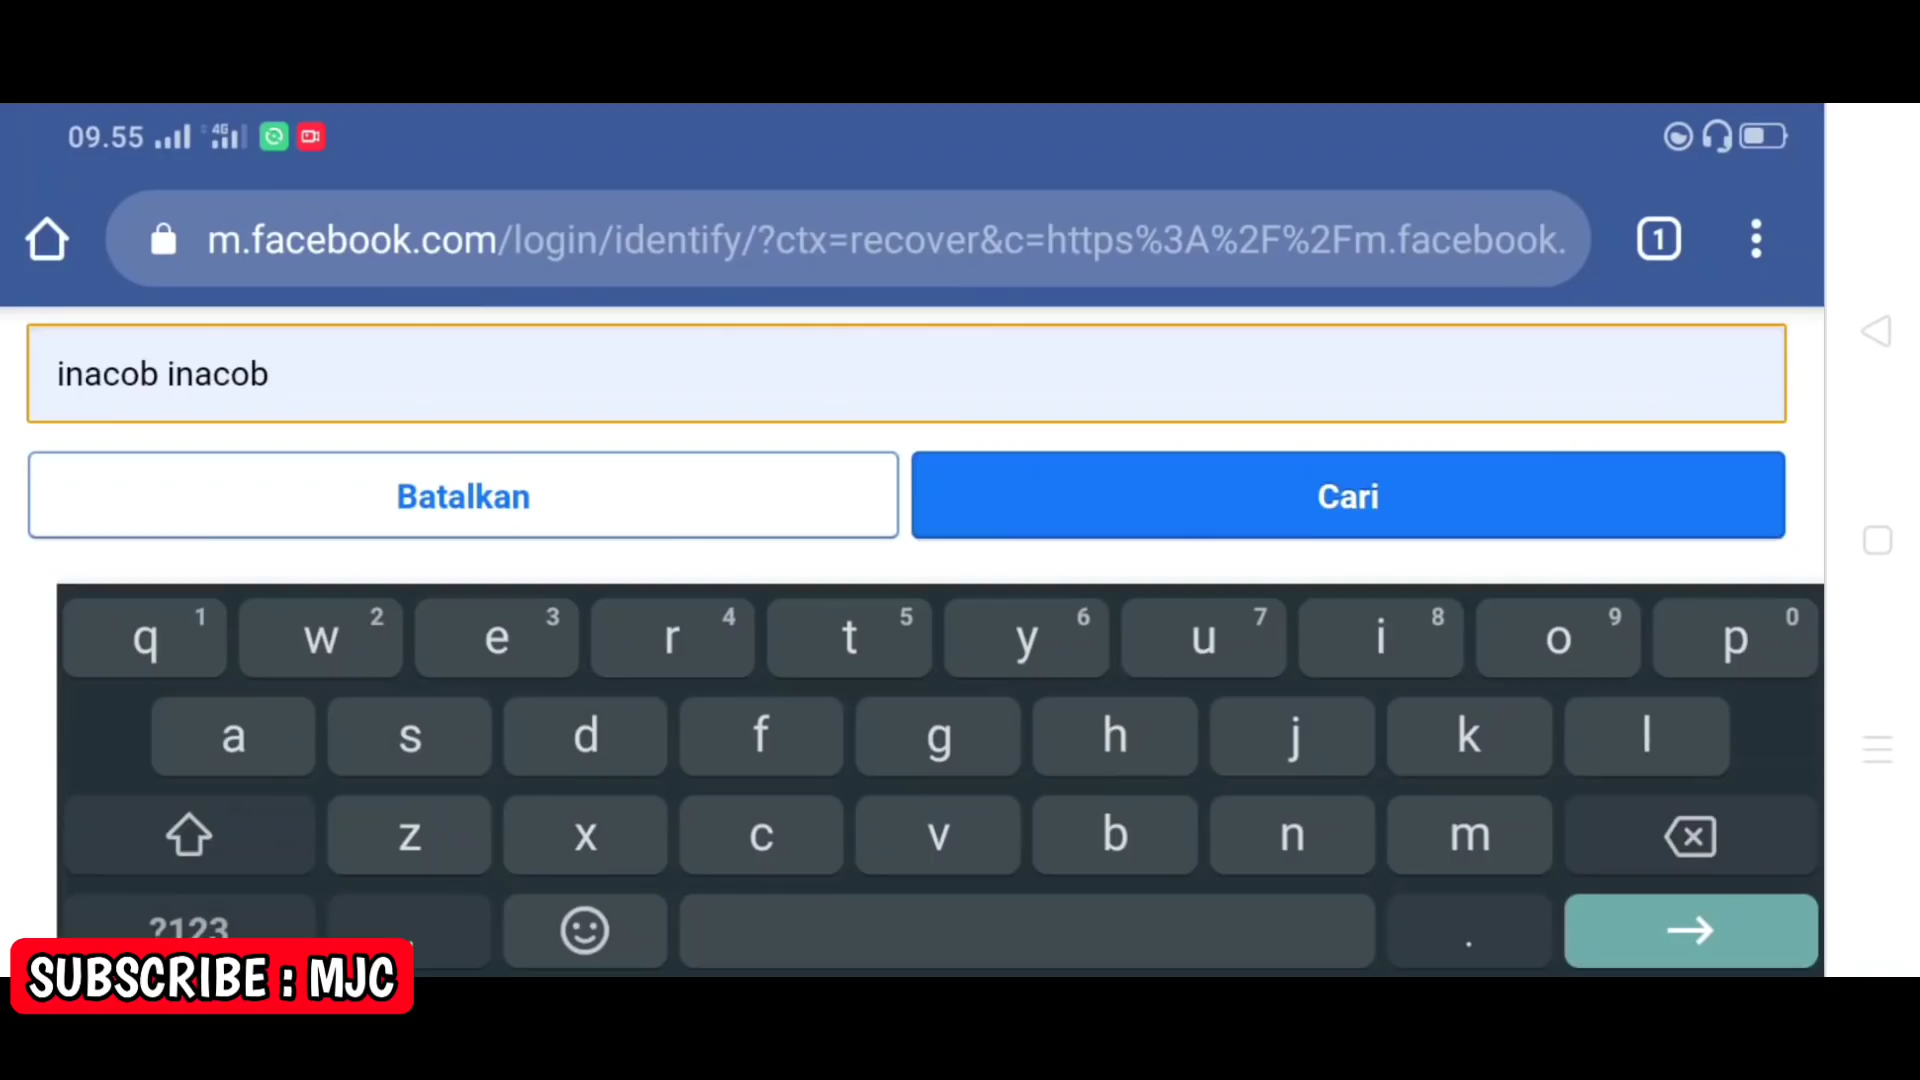 09.55 4G
m.facebook.com/login/identify/?ctx=recover&c=https%3A%2F%2Fm.facebook.
1
inacob inacob
Batalkan Cari
q 1 w 2 e 3 r 4 t 5 y 6 u 7 i 8 o 9 p 0
a s d f g h j k l
z x c v b n m
?123 .
SUBSCRIBE : MJC